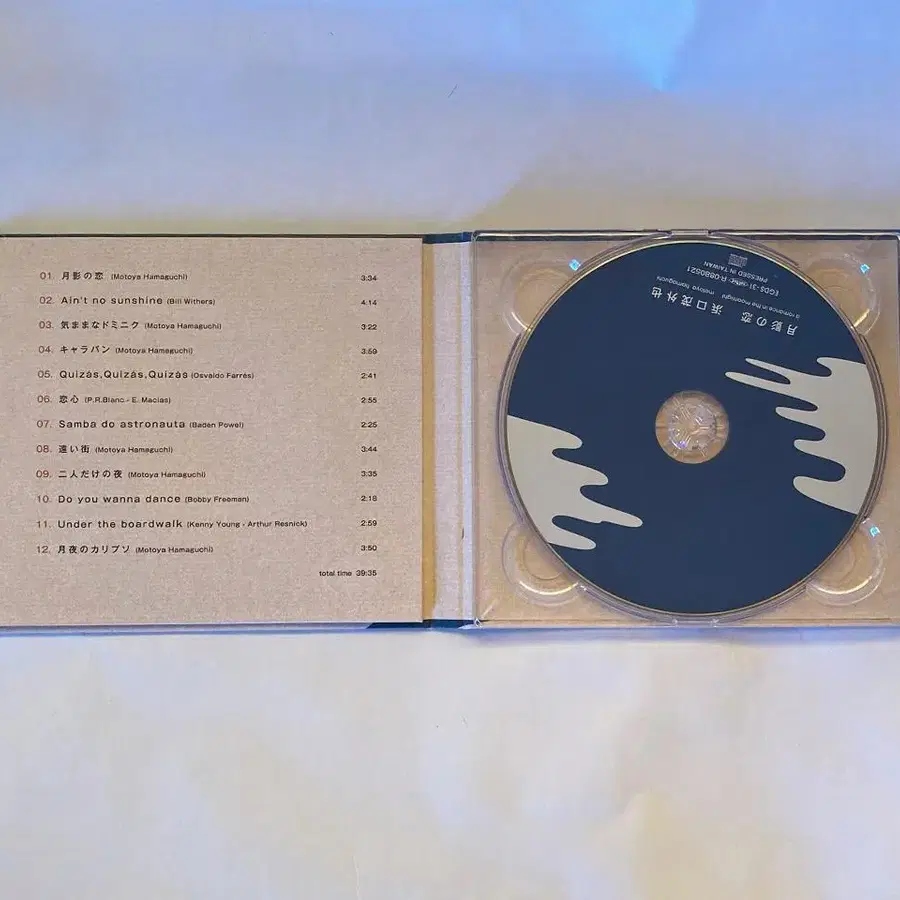 01. 月影の恋 (Motoya Hamaguchi) 3:34
02. Ain't no sunshine (Bill Withers) 4:14
03. 気ままなドミニク (Motoya Hamaguchi) 3:22
04. キャラバン (Motoya Hamaguchi) 3:59
05. Quizás,Quizás,Quizás (Osvaldo Farrés) 2:41
06. 恋心 (P.R.Blanc - E. Macias) 2:55
07. Samba do astronauta (Baden Powel) 2:25
08.遠い街 (Motoya Hamaguchi) 3:44
09. 二人だけの夜 (Motoya Hamaguchi) 3:35
10. Do you wanna dance (Bobby Freeman) 2:18
11. Under the boardwalk (Kenny Young - Arthur Resnick) 2:59
12. 月夜のカリプソ (Motoya Hamaguchi) 3:50
total time 39:35
月影の恋 浜口茂外也
a romance in the moonlight motoya hamaguchi
EGDS-31 R-0680521
PRESSED IN TAIWAN